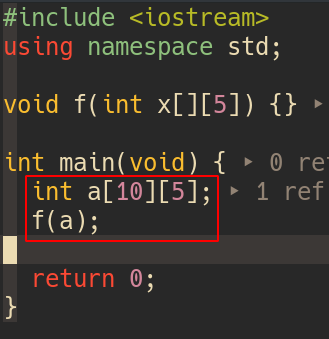 #include <iostream>
using namespace std;
void f(int x[][5]) {} ‣
int main(void) { ‣ 0 ref
int a[10][5]; ‣ 1 ref
f(a);
return 0;
}